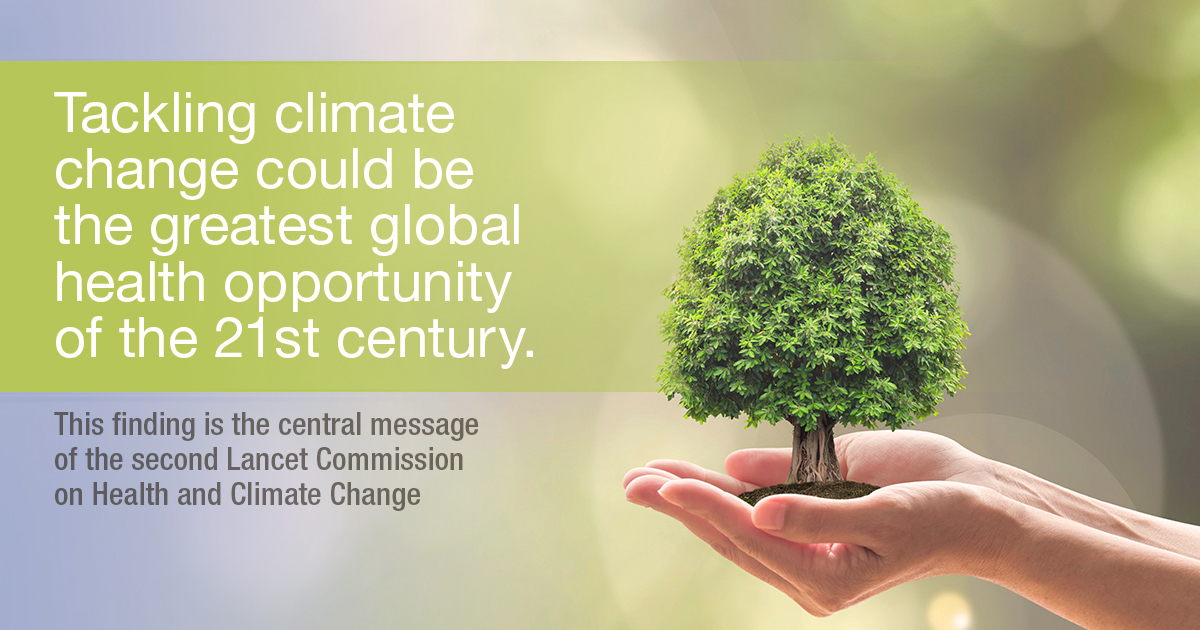 Tackling climate
change could be
the greatest global
health opportunity
of the 21st century.
This finding is the central message
of the second Lancet Commission
on Health and Climate Change